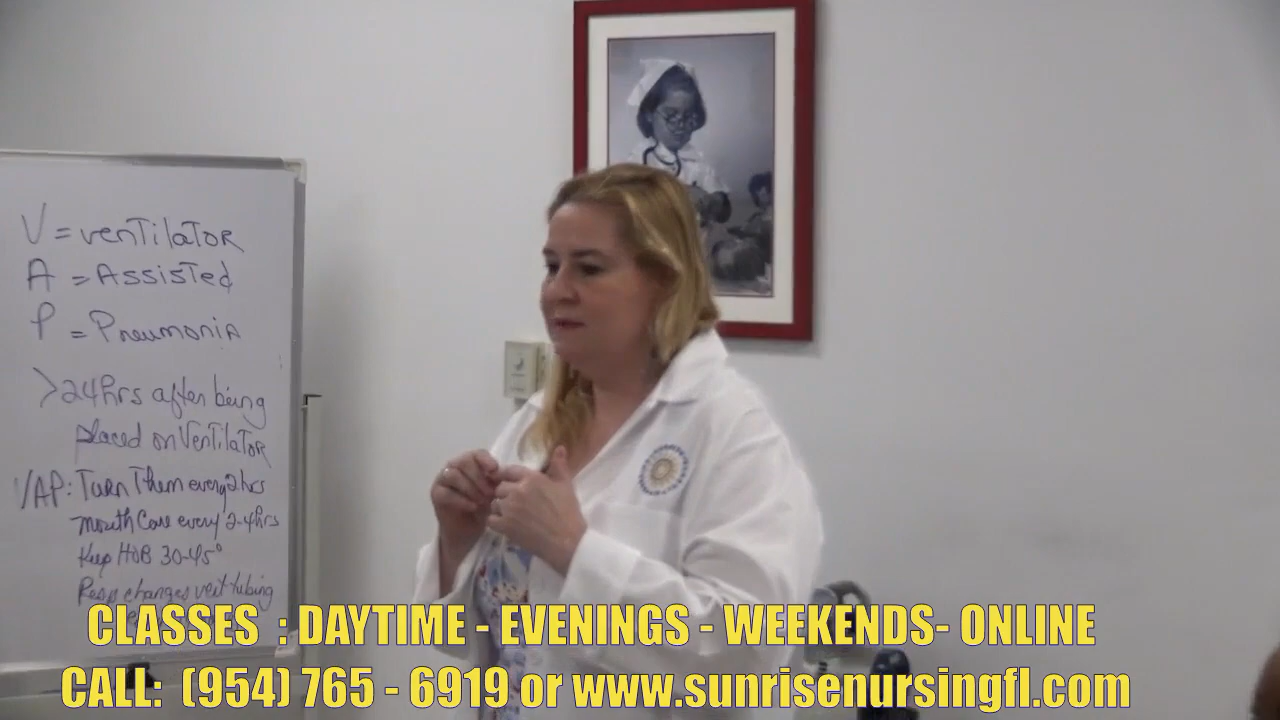 V = venTilaToR
A = AssisTed
P = PneumoniA
>24hrs after being
placed on VenTilaToR
VAP: Turn Them every 2 hrs
mouth Care every 2-4hrs
Keep HOB 30-45°
Resp changes vent tubing
CLASSES : DAYTIME - EVENINGS - WEEKENDS- ONLINE
CALL: (954) 765 - 6919 or www.sunrisenursingfl.com